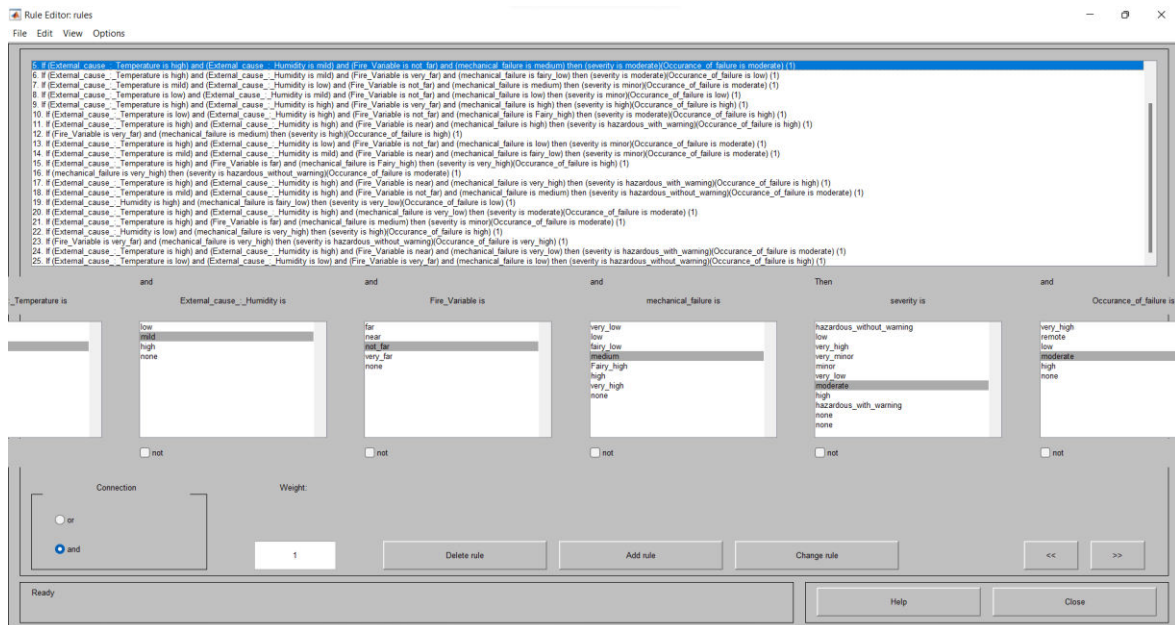 Rule Editor: rules
File Edit View Options
5. If (External_cause_:_Temperature is high) and (External_cause_:_Humidity is mild) and (Fire_Variable is not_far) and (mechanical_failure is medium) then (severity is moderate)(Occurance_of_failure is moderate) (1)
6. If (External_cause_:_Temperature is high) and (External_cause_:_Humidity is mild) and (Fire_Variable is very_far) and (mechanical_failure is fairy_low) then (severity is moderate)(Occurance_of_failure is low) (1)
7. If (External_cause_:_Temperature is mild) and (External_cause_:_Humidity is low) and (Fire_Variable is not_far) and (mechanical_failure is medium) then (severity is minor)(Occurance_of_failure is moderate) (1)
8. If (External_cause_:_Temperature is low) and (External_cause_:_Humidity is mild) and (Fire_Variable is not_far) and (mechanical_failure is low) then (severity is minor)(Occurance_of_failure is low) (1)
9. If (External_cause_:_Temperature is high) and (External_cause_:_Humidity is high) and (Fire_Variable is very_far) and (mechanical_failure is high) then (severity is high)(Occurance_of_failure is high) (1)
10. If (External_cause_:_Temperature is low) and (External_cause_:_Humidity is high) and (Fire_Variable is not_far) and (mechanical_failure is Fairy_high) then (severity is moderate)(Occurance_of_failure is high) (1)
11. If (External_cause_:_Temperature is high) and (External_cause_:_Humidity is high) and (Fire_Variable is near) and (mechanical_failure is high) then (severity is hazardous_with_warning)(Occurance_of_failure is high) (1)
12. If (Fire_Variable is very_far) and (mechanical_failure is medium) then (severity is high)(Occurance_of_failure is high) (1)
13. If (External_cause_:_Temperature is high) and (External_cause_:_Humidity is low) and (Fire_Variable is not_far) and (mechanical_failure is low) then (severity is minor)(Occurance_of_failure is moderate) (1)
14. If (External_cause_:_Temperature is mild) and (External_cause_:_Humidity is mild) and (Fire_Variable is near) and (mechanical_failure is fairy_low) then (severity is minor)(Occurance_of_failure is moderate) (1)
15. If (External_cause_:_Temperature is high) and (Fire_Variable is far) and (mechanical_failure is Fairy_high) then (severity is very_high)(Occurance_of_failure is high) (1)
16. If (mechanical_failure is very_high) then (severity is hazardous_without_warning)(Occurance_of_failure is moderate) (1)
17. If (External_cause_:_Temperature is high) and (External_cause_:_Humidity is high) and (Fire_Variable is near) and (mechanical_failure is very_high) then (severity is hazardous_with_warning)(Occurance_of_failure is high) (1)
18. If (External_cause_:_Temperature is mild) and (External_cause_:_Humidity is high) and (Fire_Variable is not_far) and (mechanical_failure is medium) then (severity is hazardous_without_warning)(Occurance_of_failure is high) (1)
19. If (External_cause_:_Humidity is high) and (mechanical_failure is fairy_low) then (severity is very_low)(Occurance_of_failure is low) (1)
20. If (External_cause_:_Temperature is high) and (External_cause_:_Humidity is high) and (mechanical_failure is very_low) then (severity is moderate)(Occurance_of_failure is moderate) (1)
21. If (External_cause_:_Temperature is high) and (Fire_Variable is far) and (mechanical_failure is medium) then (severity is minor)(Occurance_of_failure is moderate) (1)
22. If (External_cause_:_Humidity is low) and (mechanical_failure is very_high) then (severity is high)(Occurance_of_failure is high) (1)
23. If (Fire_Variable is very_far) and (mechanical_failure is very_high) then (severity is hazardous_without_warning)(Occurance_of_failure is very_high) (1)
24. If (External_cause_:_Temperature is high) and (External_cause_:_Humidity is high) and (Fire_Variable is near) and (mechanical_failure is very_low) then (severity is hazardous_with_warning)(Occurance_of_failure is moderate) (1)
25. If (External_cause_:_Temperature is low) and (External_cause_:_Humidity is low) and (Fire_Variable is very_far) and (mechanical_failure is low) then (severity is hazardous_without_warning)(Occurance_of_failure is high) (1)
and and and Then and
:_Temperature is External_cause_:_Humidity is Fire_Variable is mechanical_failure is severity is Occurance_of_failure is
low
mild
high
none
far
near
not_far
very_far
none
very_low
low
fairy_low
medium
Fairy_high
high
very_high
none
hazardous_without_warning
low
very_high
very_minor
minor
very_low
moderate
high
hazardous_with_warning
none
none
very_high
remote
low
moderate
high
none
not not not not not
Connection
or
and
Weight:
1
Delete rule Add rule Change rule << >>
Ready
Help Close